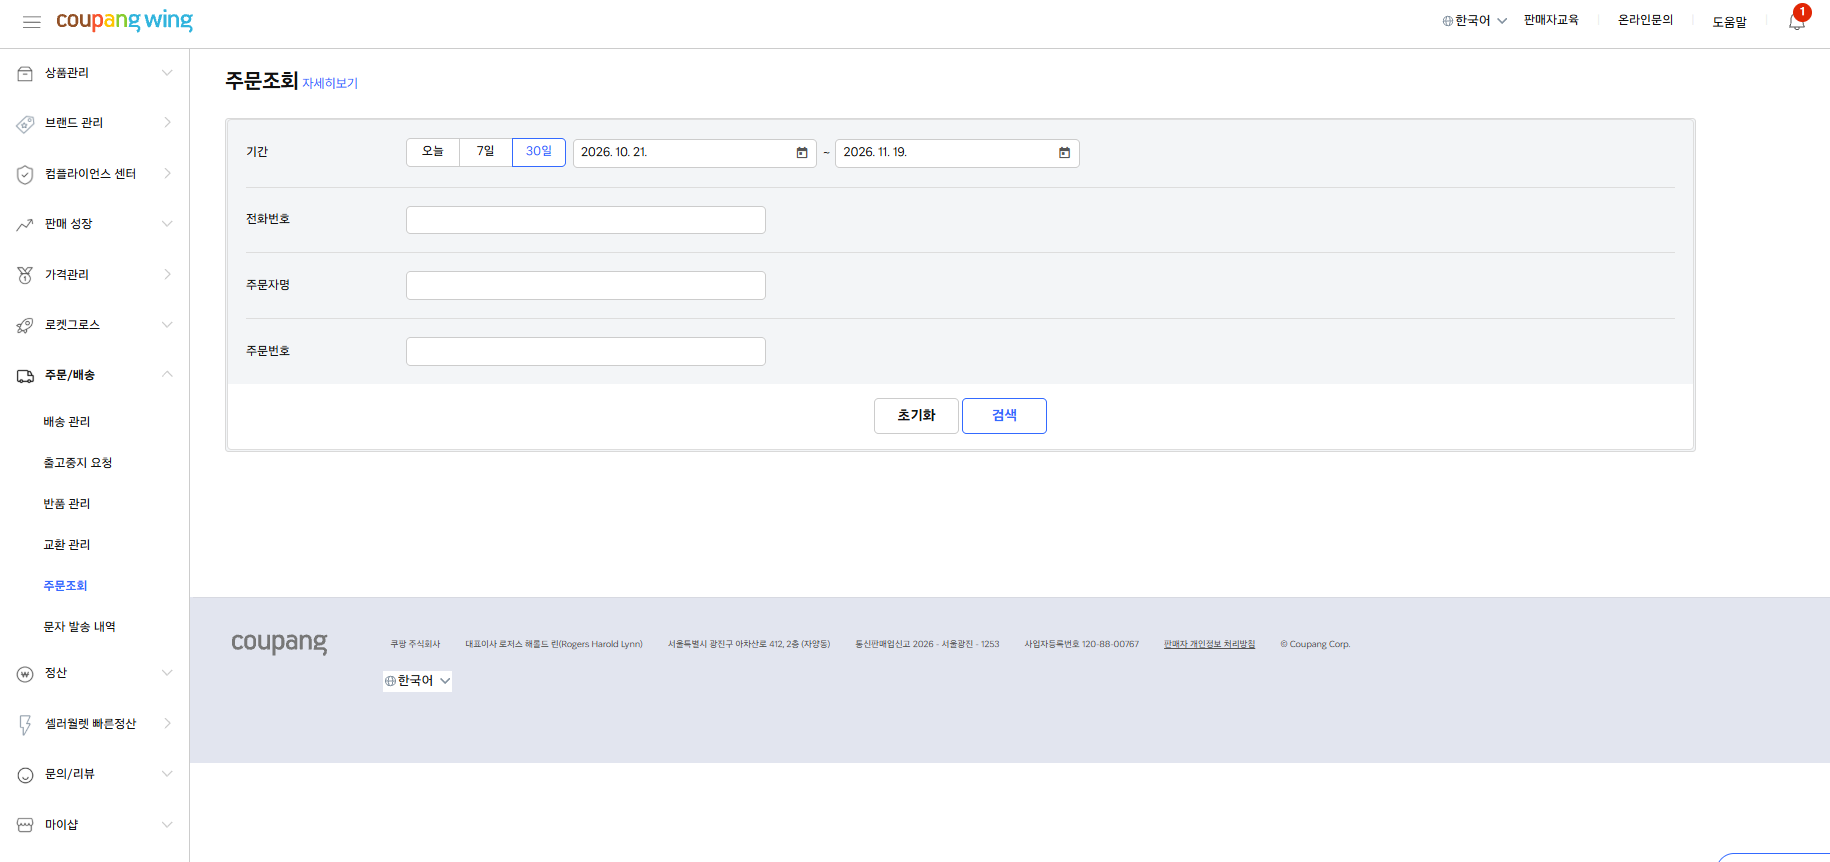 coupang wing
한국어
판매자교육
온라인문의
도움말
1
상품관리
브랜드 관리
컴플라이언스 센터
판매 성장
가격관리
로켓그로스
주문/배송
배송 관리
출고중지 요청
반품 관리
교환 관리
주문조회
문자 발송 내역
정산
셀러월렛 빠른정산
문의/리뷰
마이샵
주문조회 자세히보기
기간 오늘 7일 30일 2026. 10. 21. ~ 2026. 11. 19.
전화번호
주문자명
주문번호
초기화 검색
coupang
쿠팡 주식회사 대표이사 로저스 해롤드 린(Rogers Harold Lynn) 서울특별시 광진구 아차산로 412, 2층 (자양동) 통신판매업신고 2026 - 서울광진 - 1253 사업자등록번호 120-88-00767 판매자 개인정보 처리방침 © Coupang Corp.
한국어